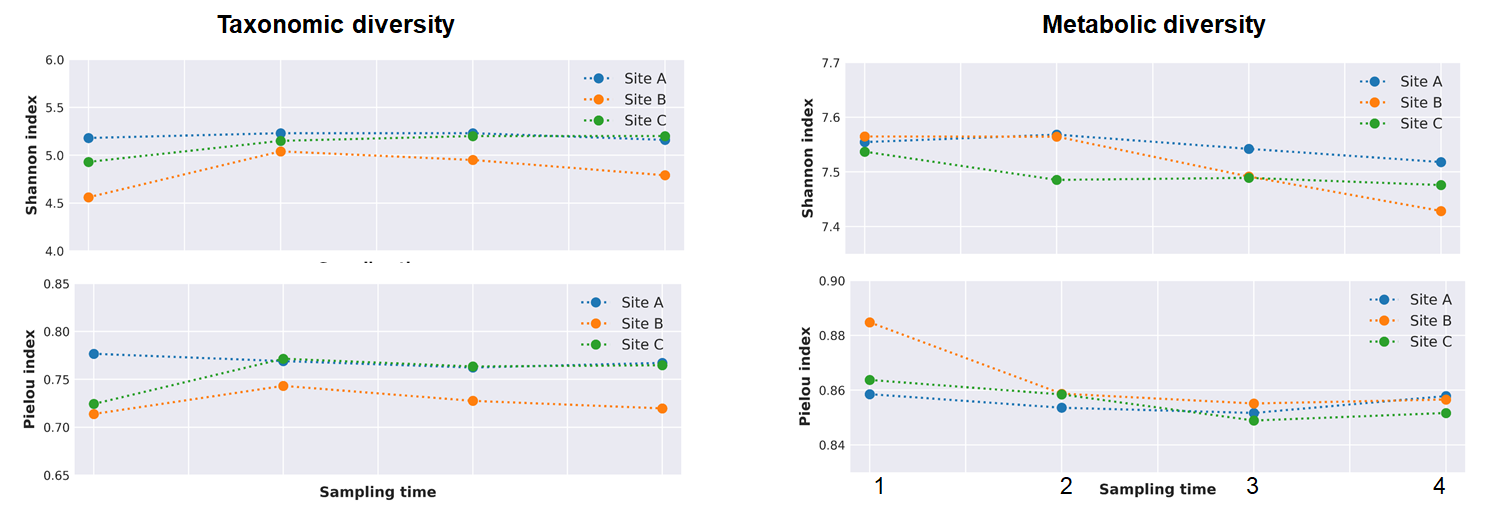 Taxonomic diversity
6.0
5.5
5.0
4.5
4.0
Shannon index
Site A
Site B
Site C
0.85
0.80
0.75
0.70
0.65
Pielou index
Site A
Site B
Site C
Sampling time
Metabolic diversity
7.7
7.6
7.5
7.4
Shannon index
Site A
Site B
Site C
0.90
0.88
0.86
0.84
Pielou index
Site A
Site B
Site C
1 2 Sampling time 3 4